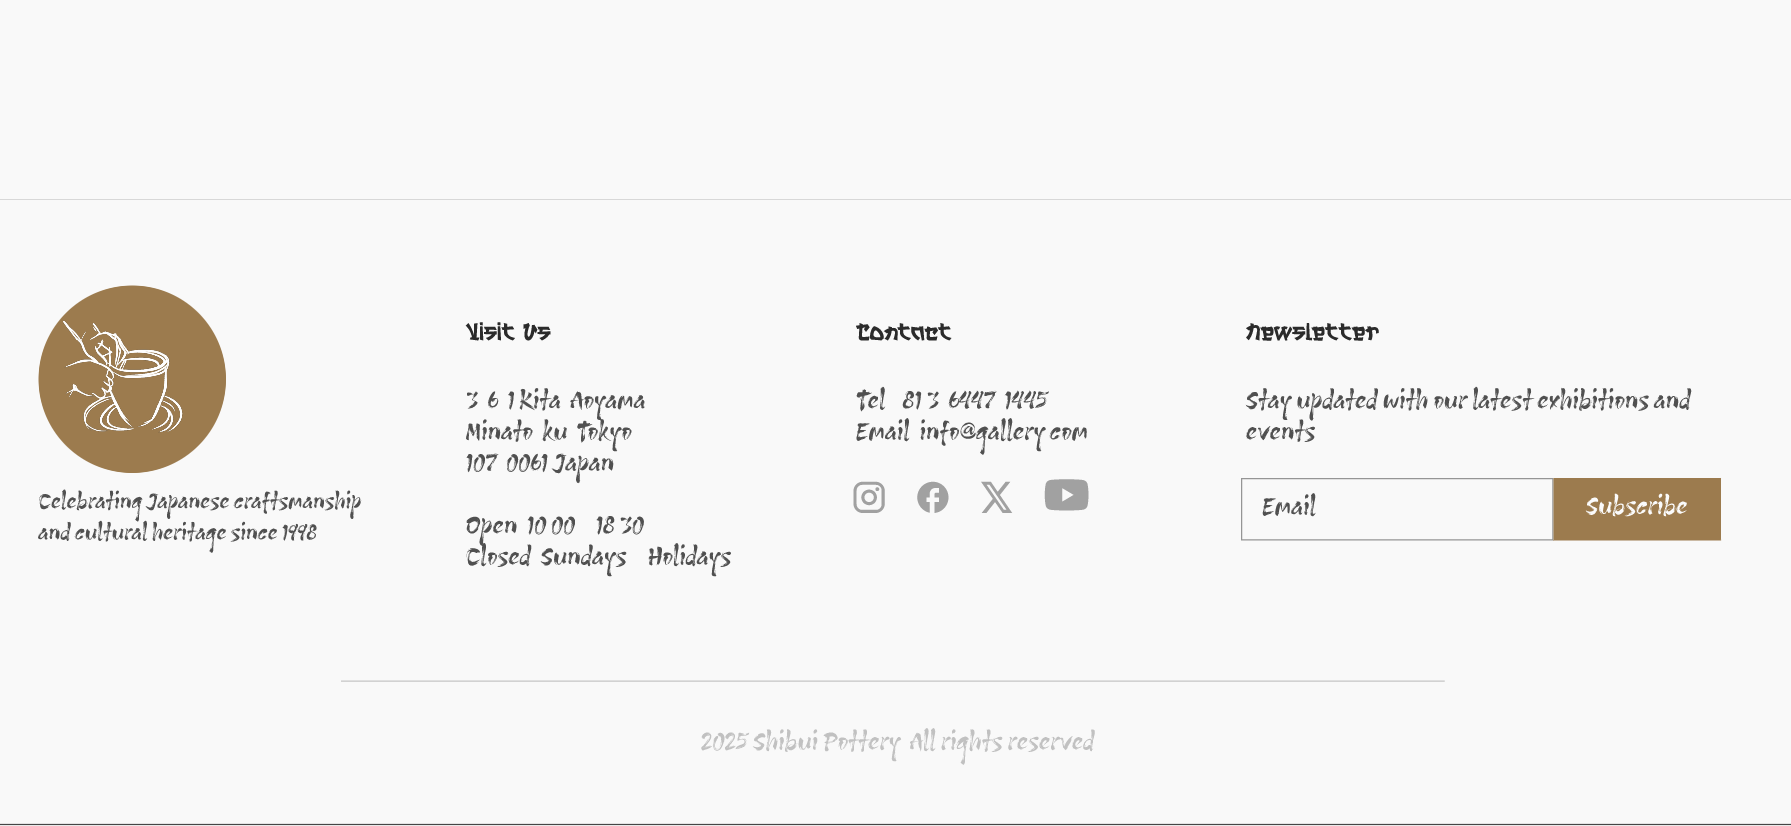 Celebrating Japanese craftsmanship
and cultural heritage since 1998
Visit Us
3 6 1 Kita Aoyama
Minato ku Tokyo
107 0061 Japan
Open 10 00 18 30
Closed Sundays Holidays
Contact
Tel 81 3 6447 1445
Email info@gallery com
Newsletter
Stay updated with our latest exhibitions and
events
Email
Subscribe
2025 Shibui Pottery All rights reserved